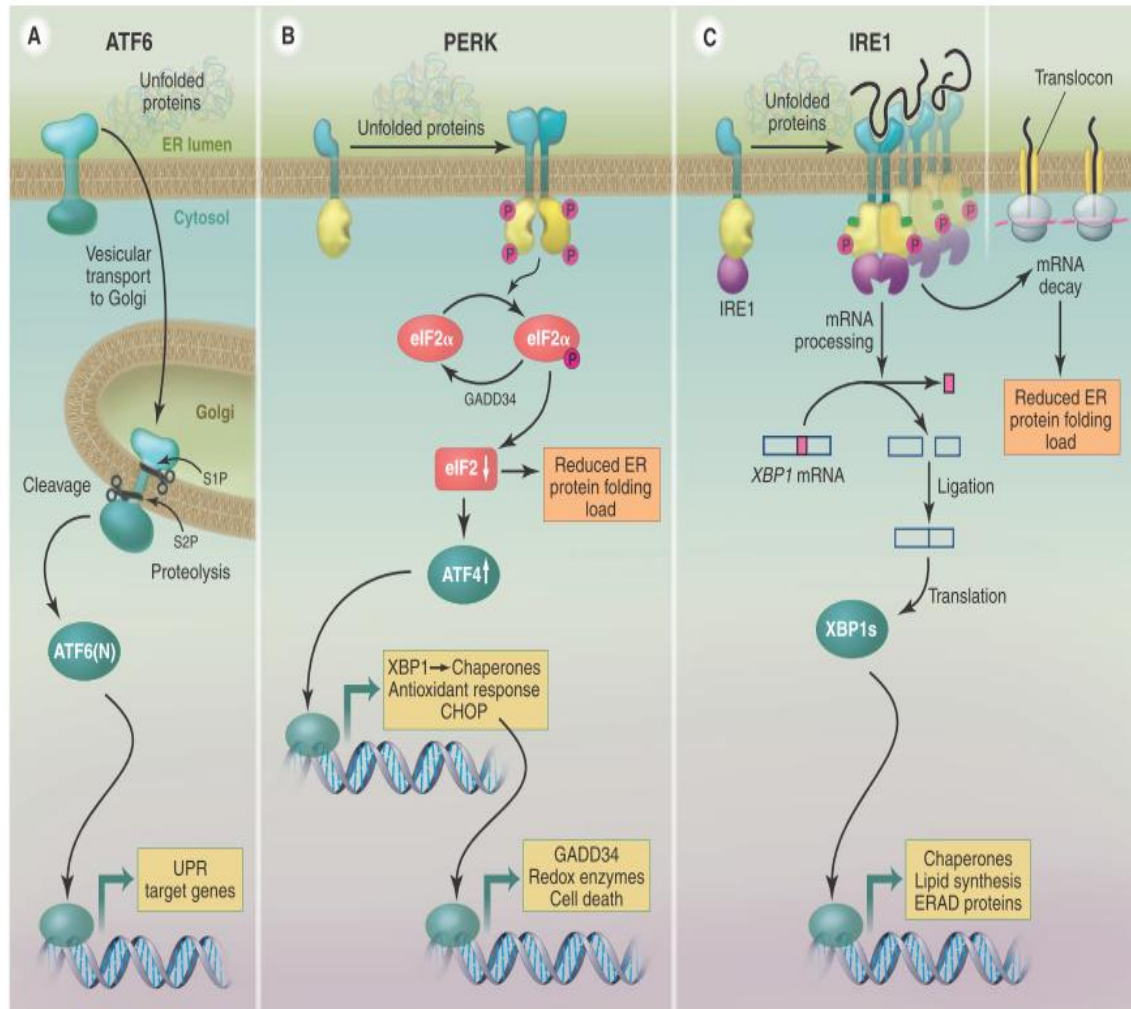 A
ATF6
Unfolded
proteins
ER lumen
Cytosol
Vesicular
transport
to Golgi
Golgi
S1P
Cleavage
S2P
Proteolysis
ATF6(N)
UPR
target genes
B
PERK
Unfolded proteins
P
P
P
P
eIF2α
eIF2α
P
GADD34
eIF2
Reduced ER
protein folding
load
ATF4
XBP1→Chaperones
Antioxidant response
CHOP
GADD34
Redox enzymes
Cell death
C
IRE1
Unfolded
proteins
Translocon
P
P
P
P
IRE1
mRNA
processing
mRNA
decay
Reduced ER
protein folding
load
XBP1 mRNA
Ligation
Translation
XBP1s
Chaperones
Lipid synthesis
ERAD proteins